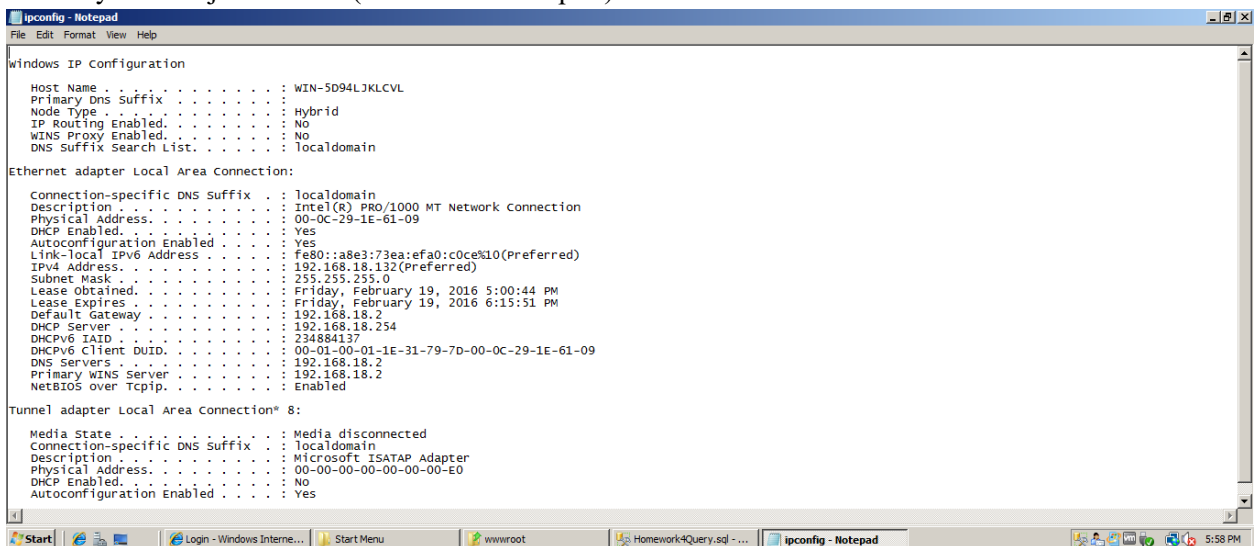 ipconfig - Notepad
File Edit Format View Help
Windows IP Configuration
Host Name . . . . . . . . . . . . : WIN-5D94LJKLCVL
Primary Dns Suffix . . . . . . . :
Node Type . . . . . . . . . . . . : Hybrid
IP Routing Enabled. . . . . . . . : No
WINS Proxy Enabled. . . . . . . . : No
DNS Suffix Search List. . . . . . : localdomain
Ethernet adapter Local Area Connection:
Connection-specific DNS Suffix . : localdomain
Description . . . . . . . . . . . : Intel(R) PRO/1000 MT Network Connection
Physical Address. . . . . . . . . : 00-0C-29-1E-61-09
DHCP Enabled. . . . . . . . . . . : Yes
Autoconfiguration Enabled . . . . : Yes
Link-local IPv6 Address . . . . . : fe80::a8e3:73ea:efa0:c0ce%10(Preferred)
IPv4 Address. . . . . . . . . . . : 192.168.18.132(Preferred)
Subnet Mask . . . . . . . . . . . : 255.255.255.0
Lease Obtained. . . . . . . . . . : Friday, February 19, 2016 5:00:44 PM
Lease Expires . . . . . . . . . . : Friday, February 19, 2016 6:15:51 PM
Default Gateway . . . . . . . . . : 192.168.18.2
DHCP Server . . . . . . . . . . . : 192.168.18.254
DHCPv6 IAID . . . . . . . . . . . : 234884137
DHCPv6 Client DUID. . . . . . . . : 00-01-00-01-1E-31-79-7D-00-0C-29-1E-61-09
DNS Servers . . . . . . . . . . . : 192.168.18.2
Primary WINS Server . . . . . . . : 192.168.18.2
NetBIOS over Tcpip. . . . . . . . : Enabled
Tunnel adapter Local Area Connection* 8:
Media State . . . . . . . . . . . : Media disconnected
Connection-specific DNS Suffix . : localdomain
Description . . . . . . . . . . . : Microsoft ISATAP Adapter
Physical Address. . . . . . . . . : 00-00-00-00-00-00-00-E0
DHCP Enabled. . . . . . . . . . . : No
Autoconfiguration Enabled . . . . : Yes
Start Login - Windows Interne... Start Menu wwwroot Homework4Query.sql - ... ipconfig - Notepad 5:58 PM